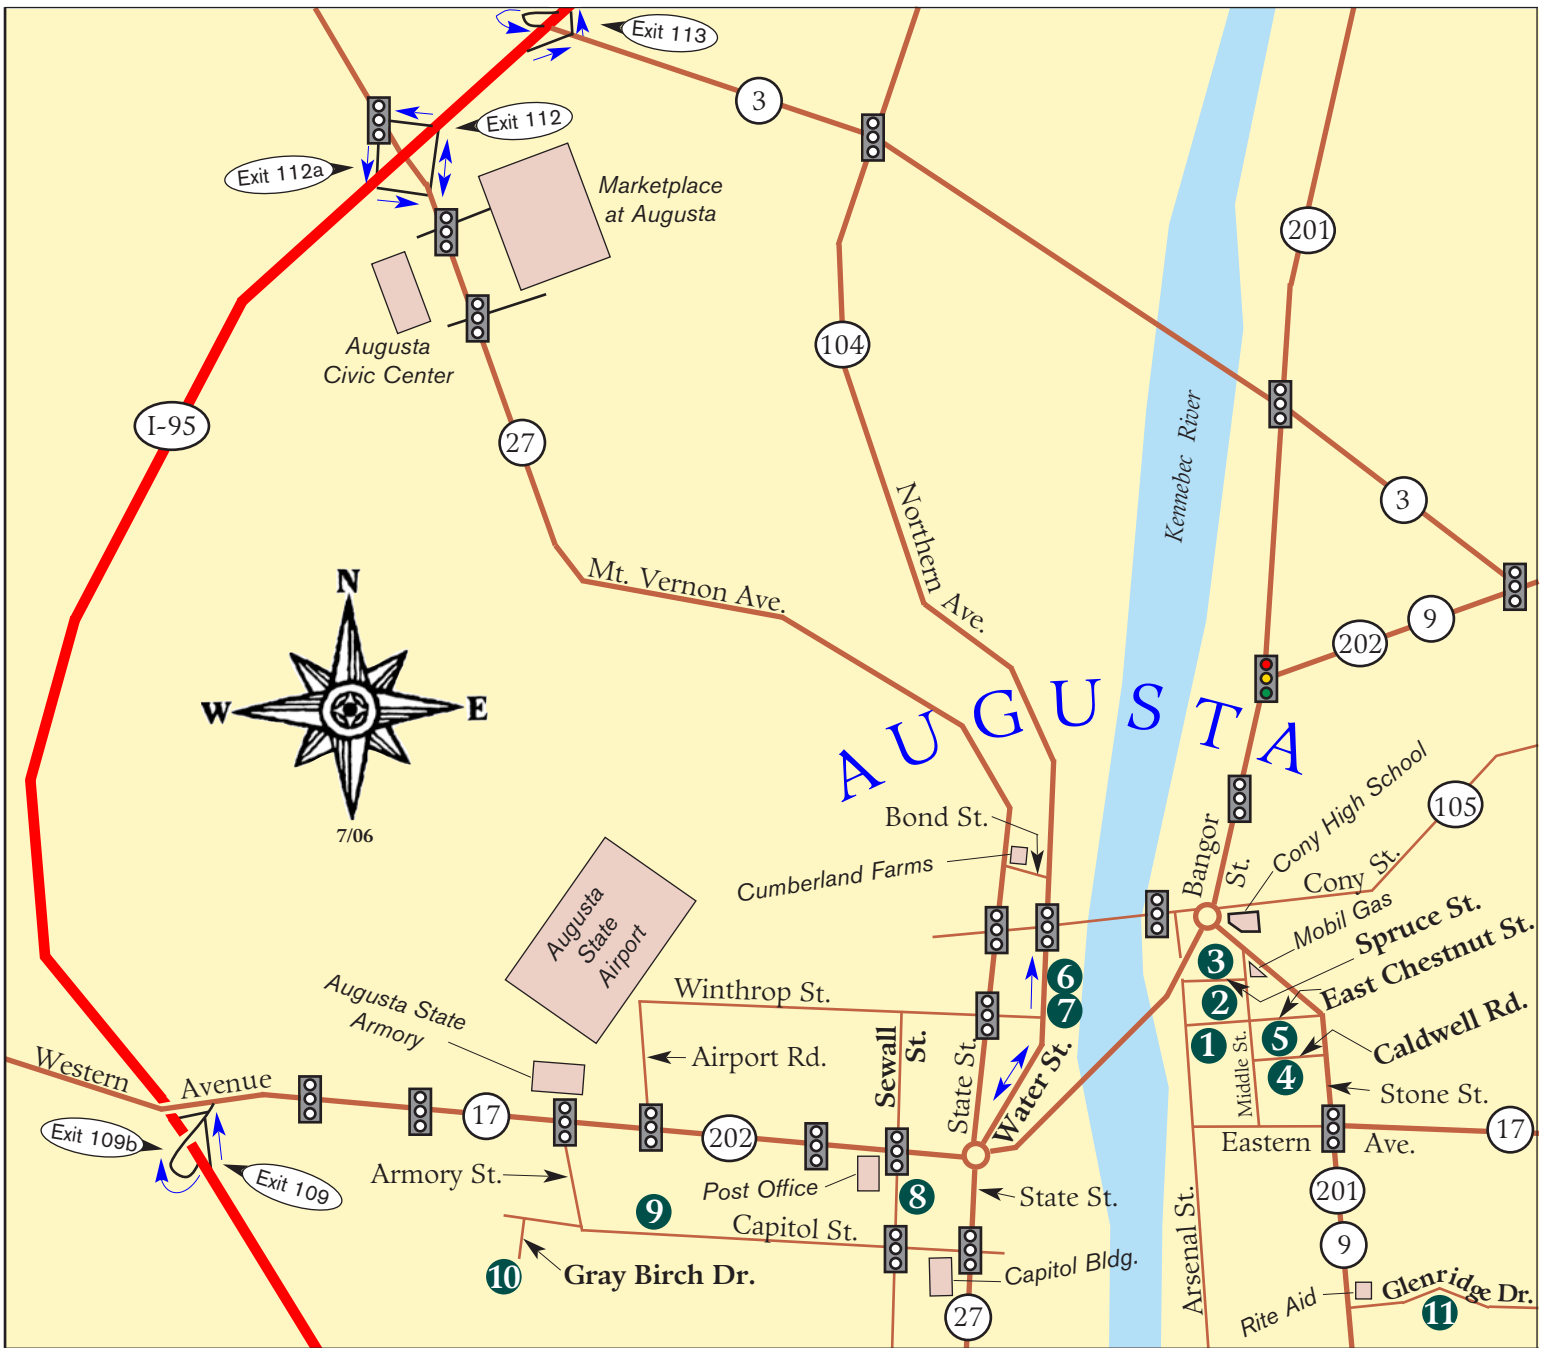 Exit 113
3
Exit 112
Exit 112a
Marketplace
at Augusta
201
Augusta
Civic Center
104
I-95
27
Kennebec River
3
Northern Ave.
Mt. Vernon Ave.
N
W
E
7/06
9
202
AUGUSTA
Bond St.
Cumberland Farms
Bangor
St.
Cony High School
105
Cony St.
Mobil Gas
Spruce St.
East Chestnut St.
Caldwell Rd.
Augusta
State
Airport
Augusta State
Armory
Winthrop St.
Airport Rd.
Sewall
St.
State St.
Water St.
6
7
3
2
1
5
4
Middle St.
Stone St.
Western
Avenue
17
202
Exit 109b
Exit 109
Armory St.
Post Office
8
State St.
9
Capitol St.
10
Gray Birch Dr.
Capitol Bldg.
27
Eastern
Ave.
17
201
9
Arsenal St.
Rite Aid
Glenridge Dr.
11